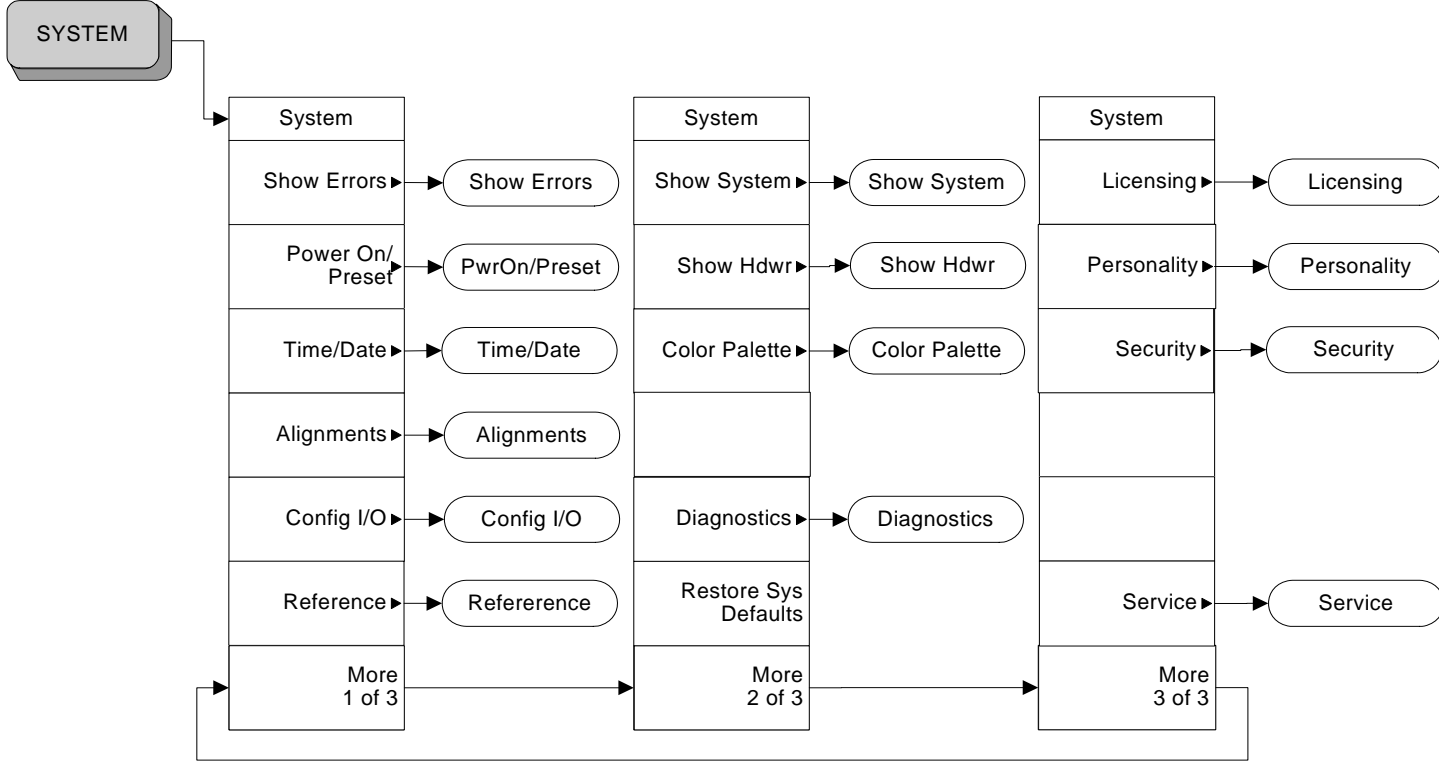 SYSTEM
System
Show Errors
Show Errors
Power On/
Preset
PwrOn/Preset
Time/Date
Time/Date
Alignments
Alignments
Config I/O
Config I/O
Reference
Refererence
More
1 of 3
System
Show System
Show System
Show Hdwr
Show Hdwr
Color Palette
Color Palette
Diagnostics
Diagnostics
Restore Sys
Defaults
More
2 of 3
System
Licensing
Licensing
Personality
Personality
Security
Security
Service
Service
More
3 of 3